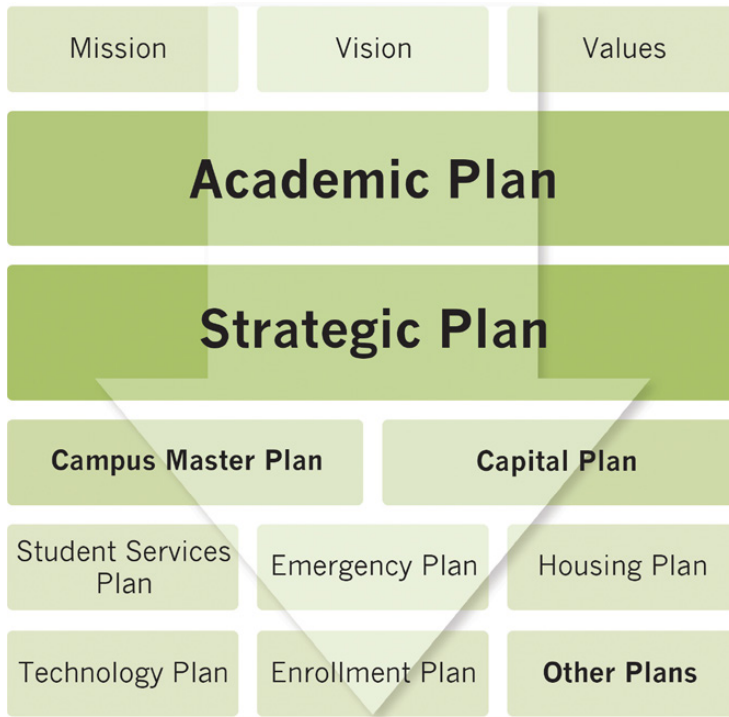 Mission
Vision
Values
Academic Plan
Strategic Plan
Campus Master Plan
Capital Plan
Student Services
Plan
Emergency Plan
Housing Plan
Technology Plan
Enrollment Plan
Other Plans